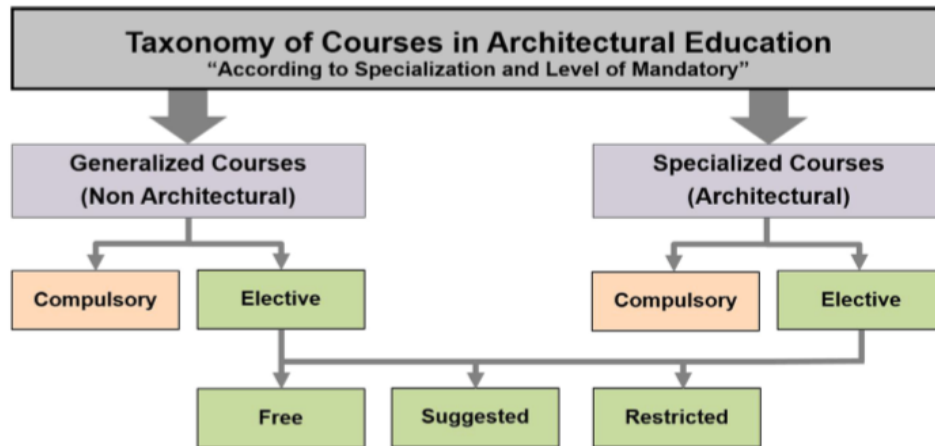 Taxonomy of Courses in Architectural Education
“According to Specialization and Level of Mandatory”
Generalized Courses
(Non Architectural)
Specialized Courses
(Architectural)
Compulsory
Elective
Compulsory
Elective
Free
Suggested
Restricted